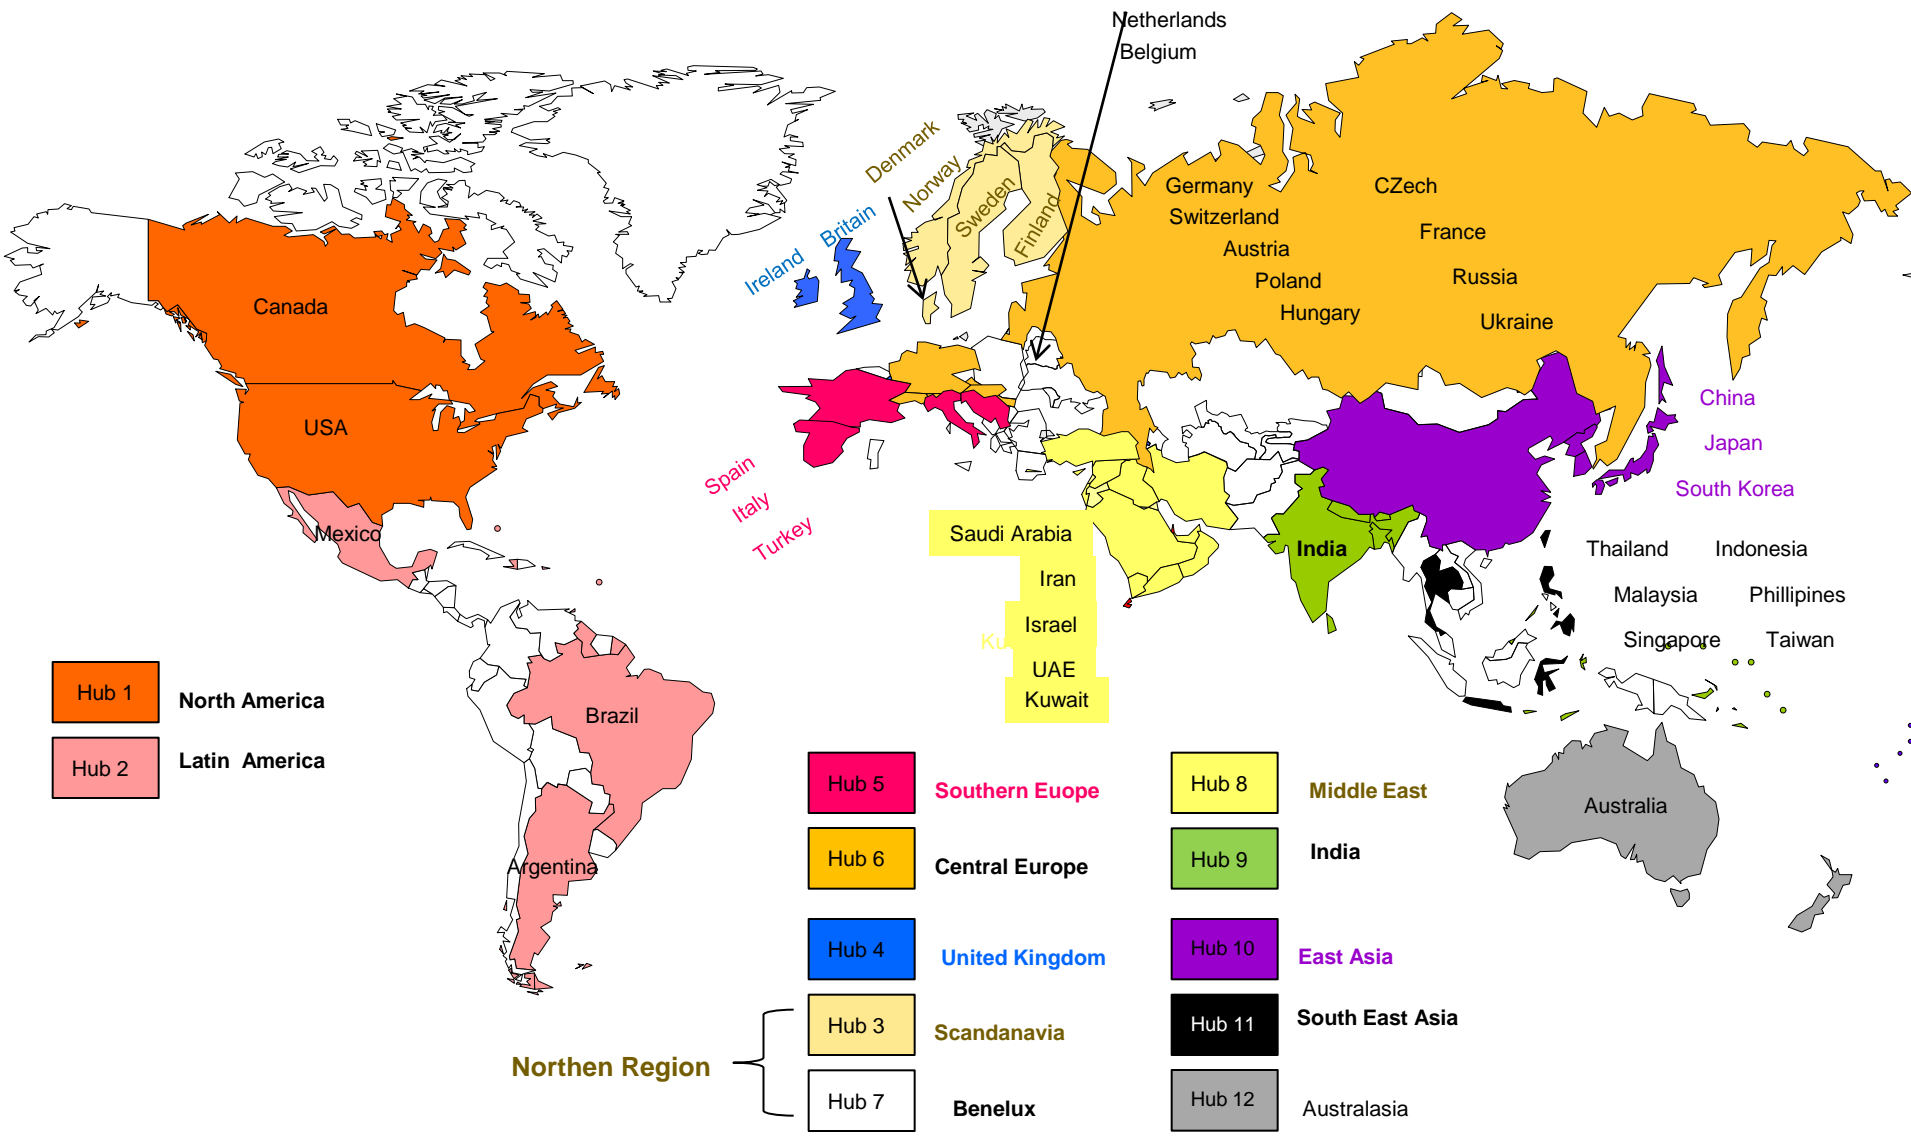 Netherlands
Belgium
Denmark
Norway
Sweden
Finland
Britain
Ireland
Germany
CZech
Switzerland
France
Austria
Russia
Poland
Hungary
Ukraine
Canada
USA
Mexico
Brazil
Argentina
Spain
Italy
Turkey
China
Japan
South Korea
Saudi Arabia
Iran
Israel
Ku
UAE
Kuwait
India
Thailand
Indonesia
Malaysia
Phillipines
Singapore
Taiwan
Australia
Hub 1
North America
Hub 2
Latin America
Hub 5
Southern Euope
Hub 6
Central Europe
Hub 4
United Kingdom
Hub 3
Scandanavia
Northen Region
Hub 7
Benelux
Hub 8
Middle East
Hub 9
India
Hub 10
East Asia
Hub 11
South East Asia
Hub 12
Australasia